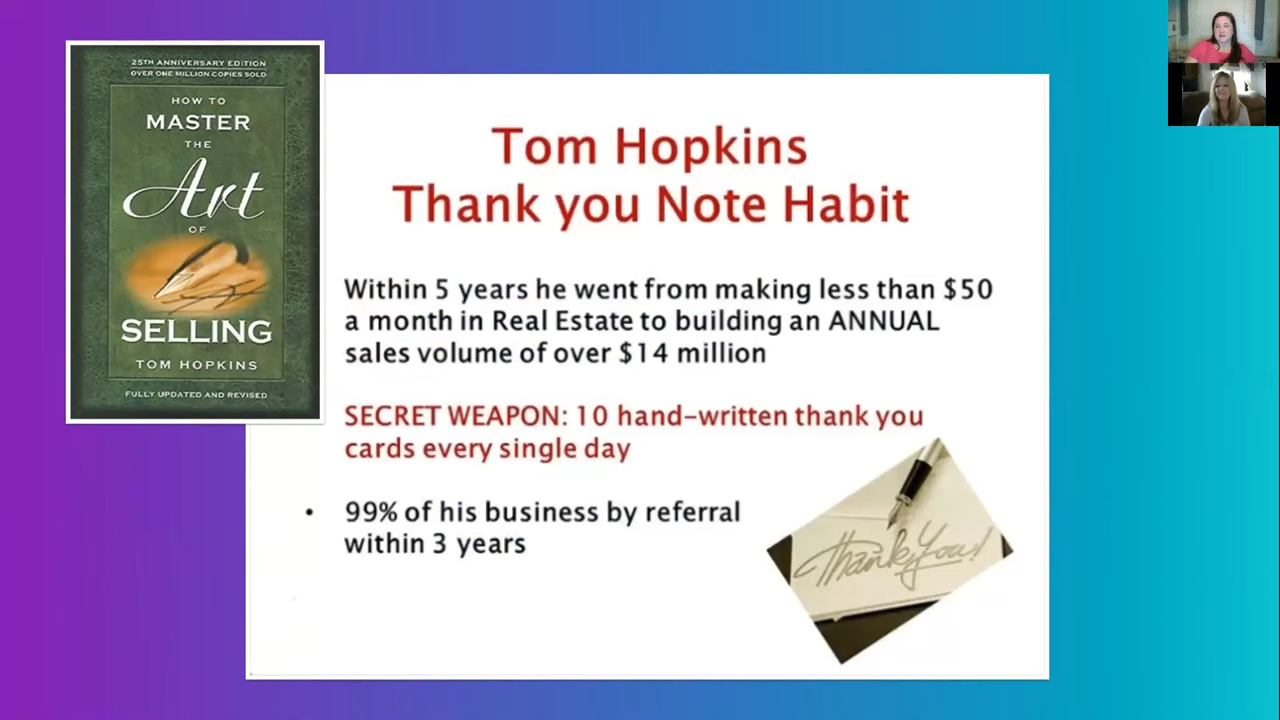 25TH ANNIVERSARY EDITION
OVER ONE MILLION COPIES SOLD
HOW TO
MASTER
THE
Art
OF
SELLING
TOM HOPKINS
FULLY UPDATED AND REVISED
Tom Hopkins
Thank you Note Habit
Within 5 years he went from making less than $50
a month in Real Estate to building an ANNUAL
sales volume of over $14 million
SECRET WEAPON: 10 hand-written thank you
cards every single day
• 99% of his business by referral
within 3 years
Thank You!